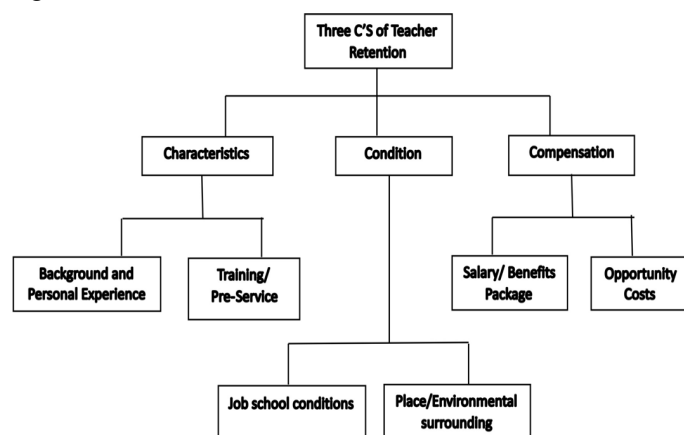 Three C'S of Teacher
Retention
Characteristics
Condition
Compensation
Background and
Personal Experience
Training/
Pre-Service
Salary/ Benefits
Package
Opportunity
Costs
Job school conditions
Place/Environmental
surrounding